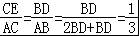 CE/AC = BD/AB = BD/2BD+BD = 1/3